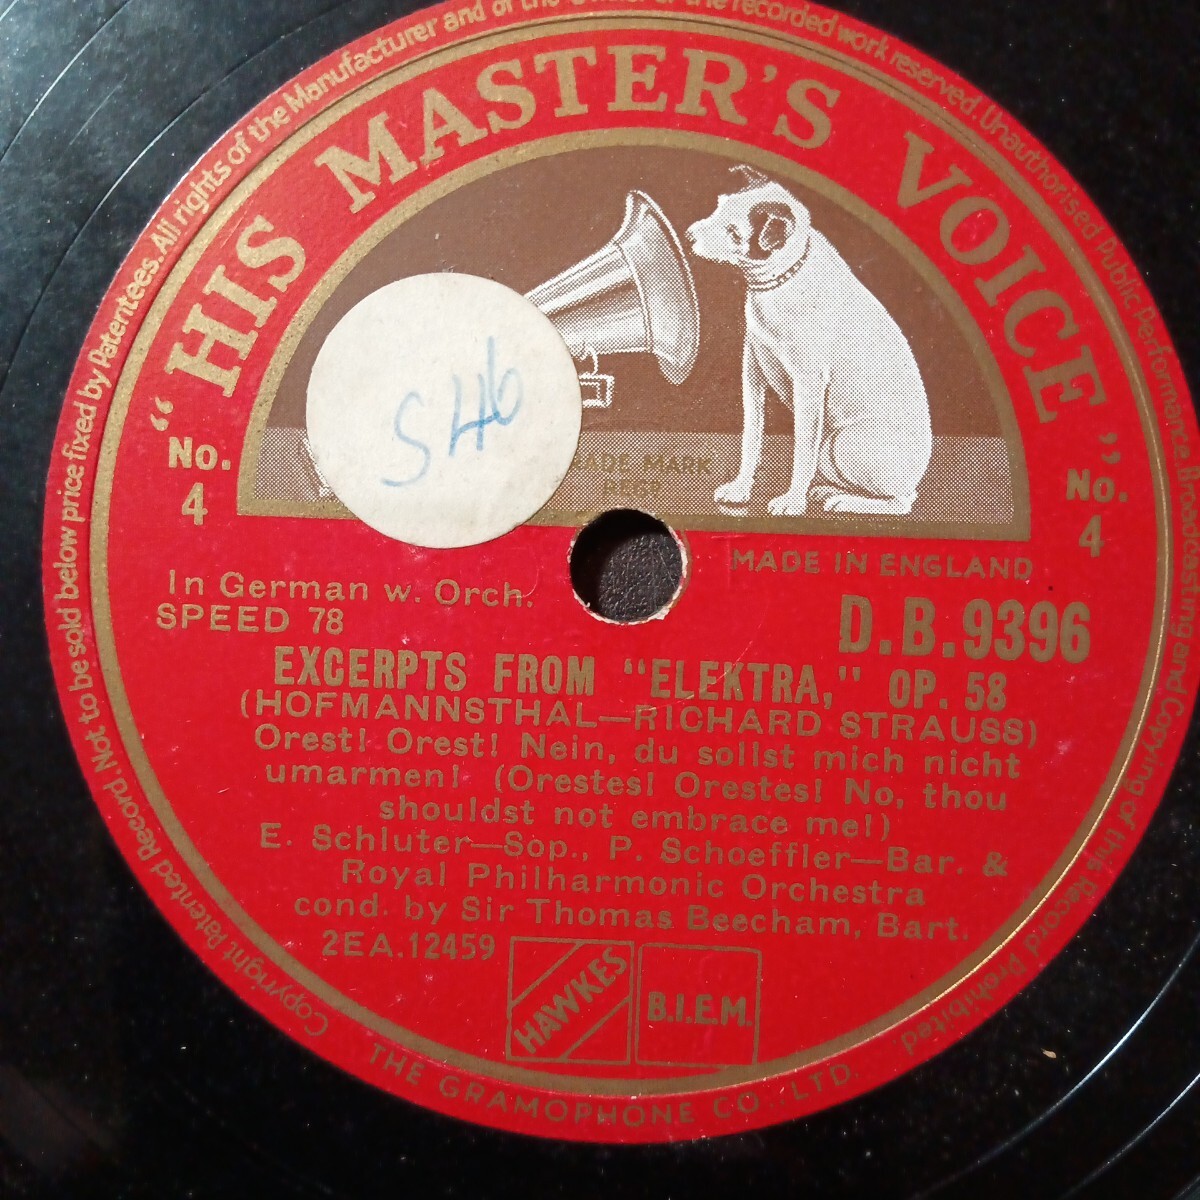 Copyright Patented Record. Not to be sold below price fixed by Patentees. All rights of the Manufacturer and of the Owner of the recorded work reserved. Unauthorised Public Performance, Broadcasting and Copying of this Record Prohibited.
"HIS MASTER'S VOICE"
S46
TRADE MARK
REGD
No. 4
No. 4
MADE IN ENGLAND
In German w. Orch.
SPEED 78
D.B.9396
EXCERPTS FROM "ELEKTRA," OP. 58
(HOFMANNSTHAL—RICHARD STRAUSS)
Orest! Orest! Nein, du sollst mich nicht
umarmen! (Orestes! Orestes! No, thou
shouldst not embrace me!)
E. Schluter—Sop., P. Schoeffler—Bar. &
Royal Philharmonic Orchestra
cond. by Sir Thomas Beecham, Bart.
2EA.12459
HAWKES
B.I.E.M.
THE GRAMOPHONE CO., LTD.